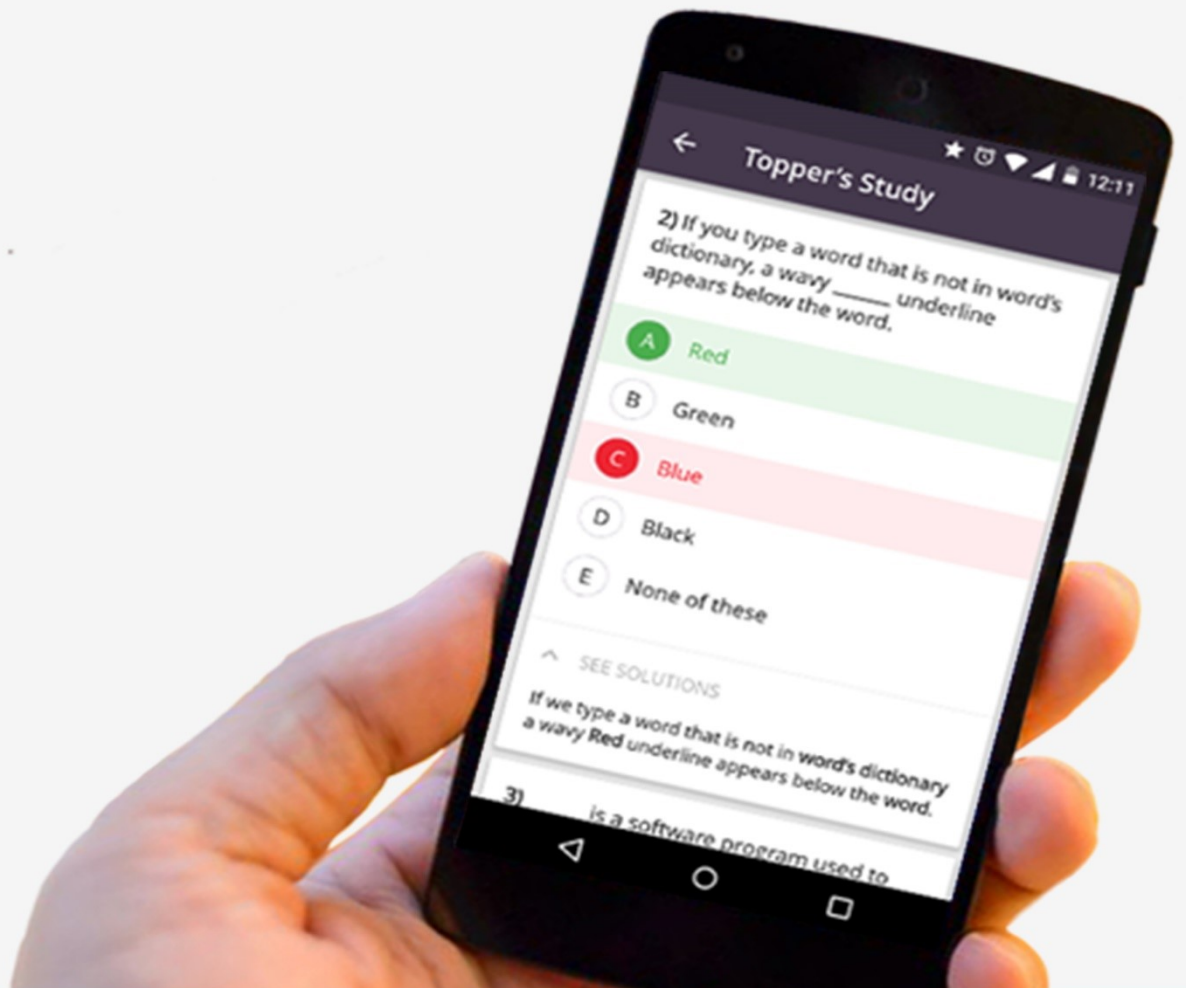 12:11
Topper's Study
2) If you type a word that is not in word's
dictionary, a wavy ______ underline
appears below the word.
A Red
B Green
C Blue
D Black
E None of these
SEE SOLUTIONS
If we type a word that is not in word's dictionary
a wavy Red underline appears below the word.
3) ______ is a software program used to